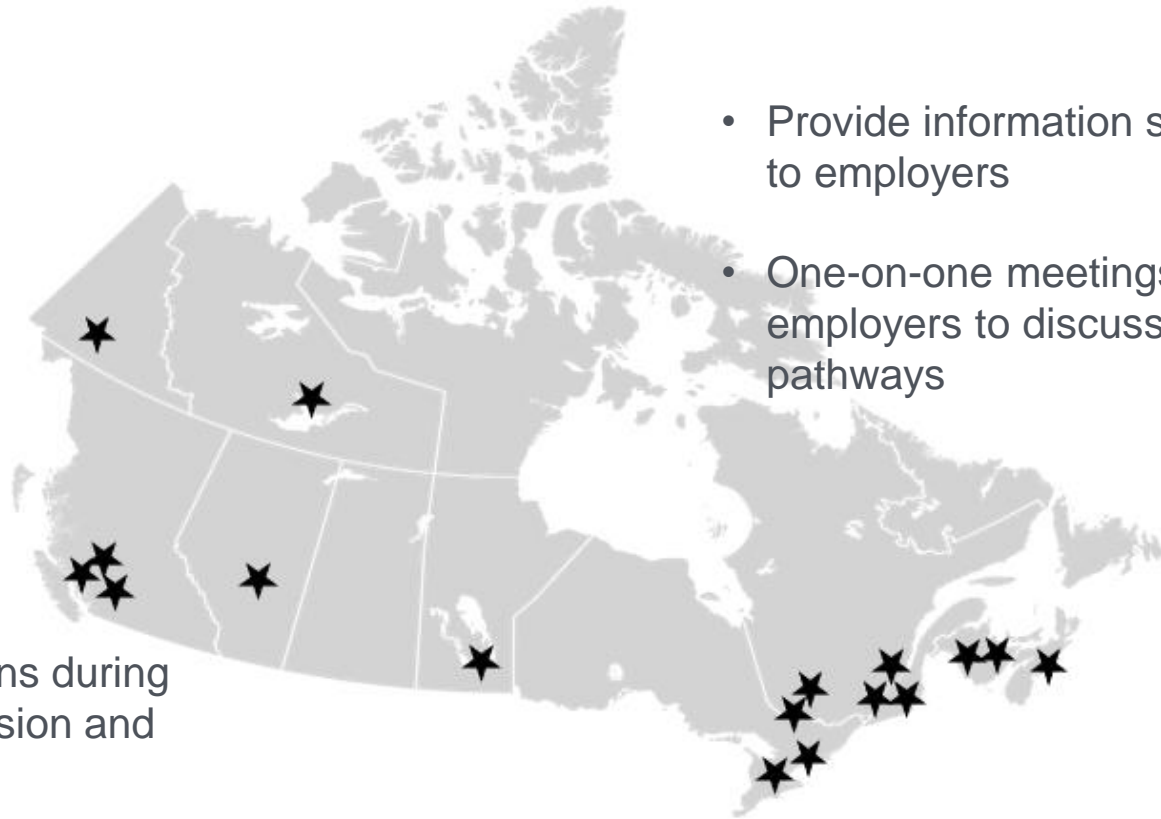 • Provide information s
to employers
• One-on-one meetings
employers to discuss
pathways
ns during
sion and